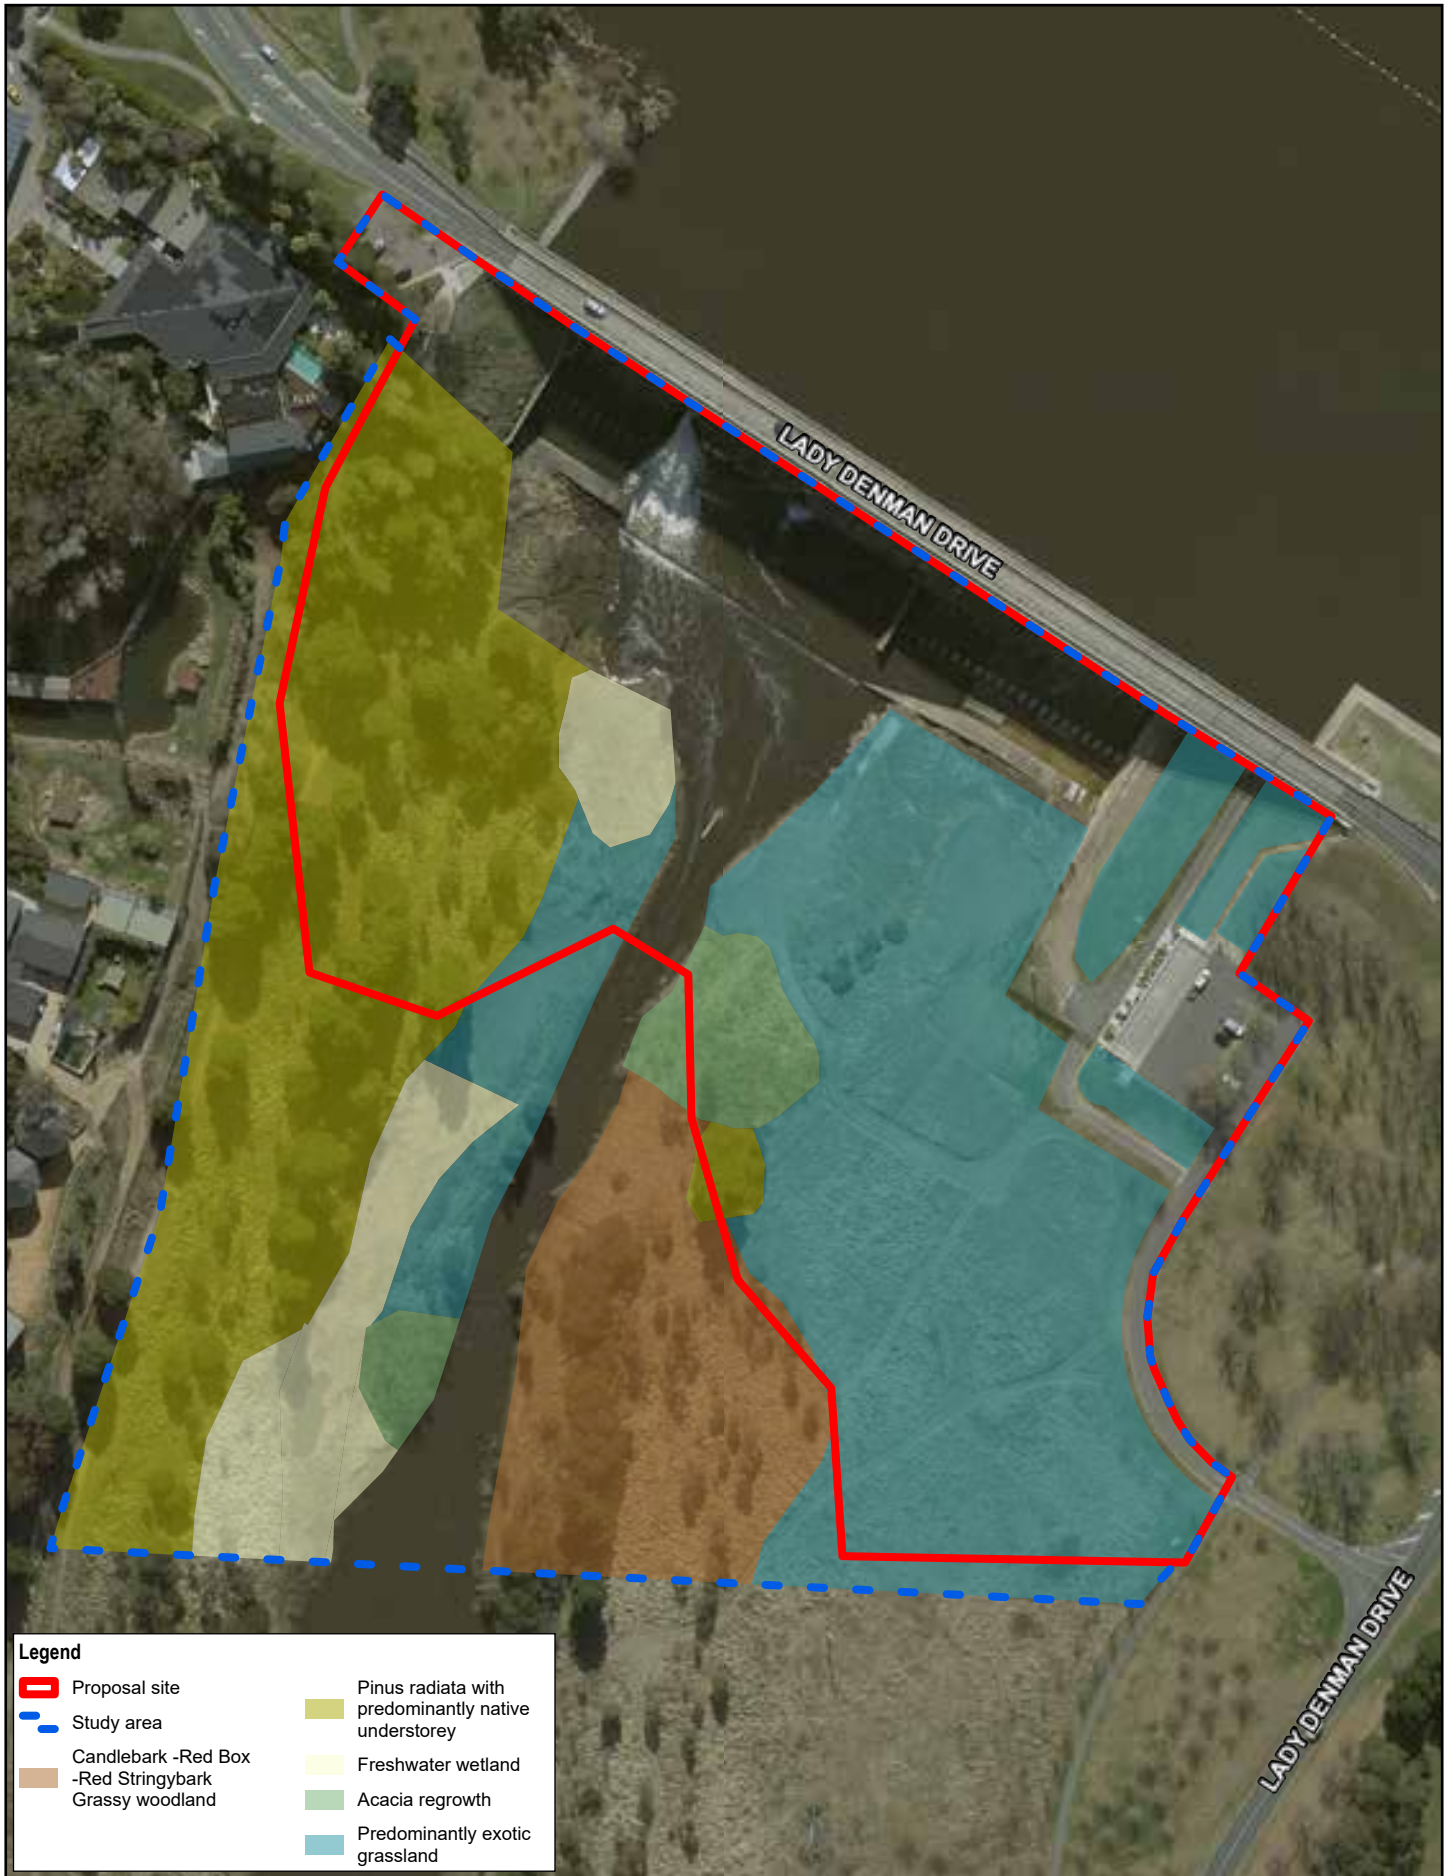 LADY DENMAN DRIVE
LADY DENMAN DRIVE
Legend
Proposal site
Study area
Candlebark -Red Box
-Red Stringybark
Grassy woodland
Pinus radiata with
predominantly native
understorey
Freshwater wetland
Acacia regrowth
Predominantly exotic
grassland